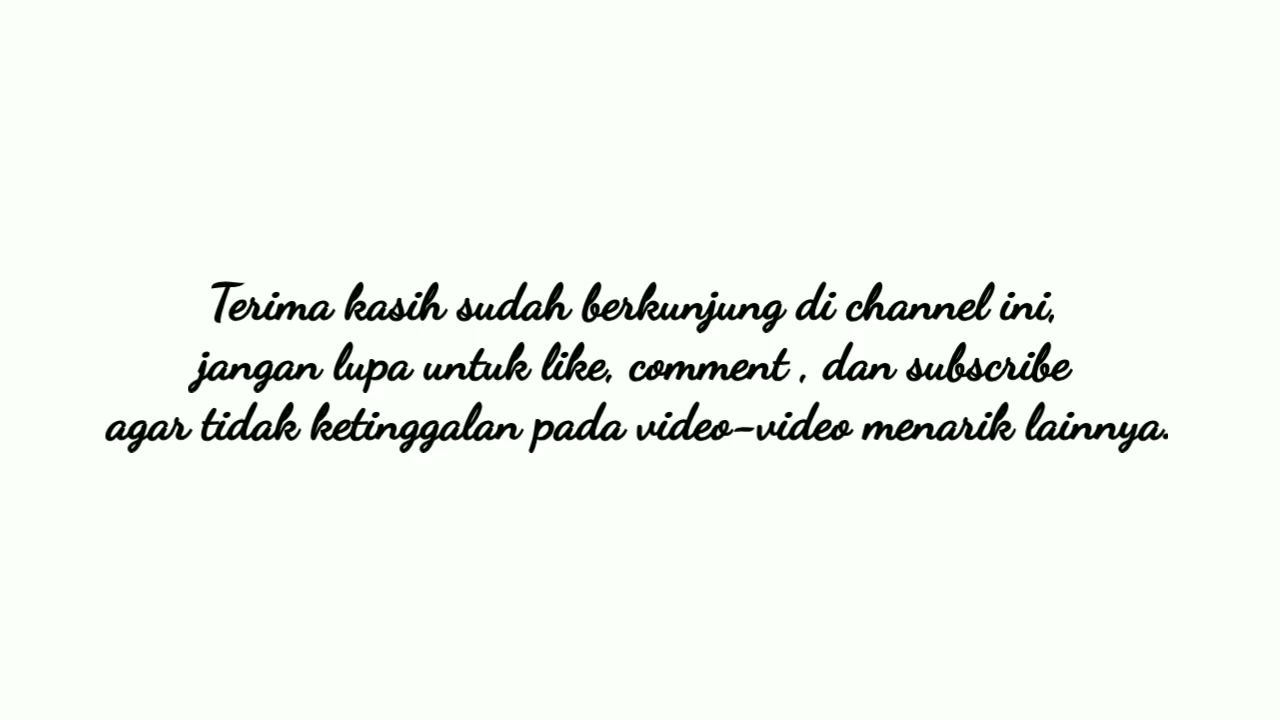 Terima kasih sudah berkunjung di channel ini,
jangan lupa untuk like, comment , dan subscribe
agar tidak ketinggalan pada video-video menarik lainnya.